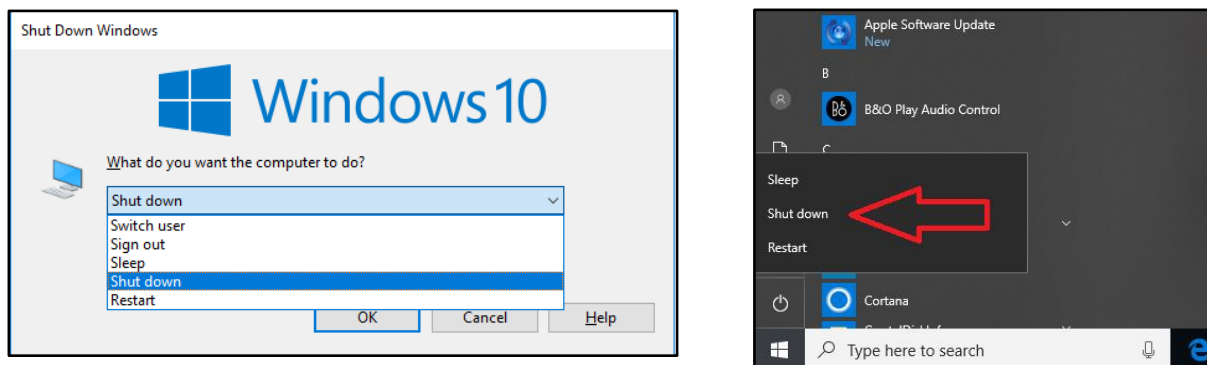 Shut Down Windows
Windows 10
What do you want the computer to do?
Shut down
Switch user
Sign out
Sleep
Shut down
Restart
OK
Cancel
Help
Apple Software Update
New
B
B&O Play Audio Control
C
Sleep
Shut down
Restart
Cortana
Type here to search